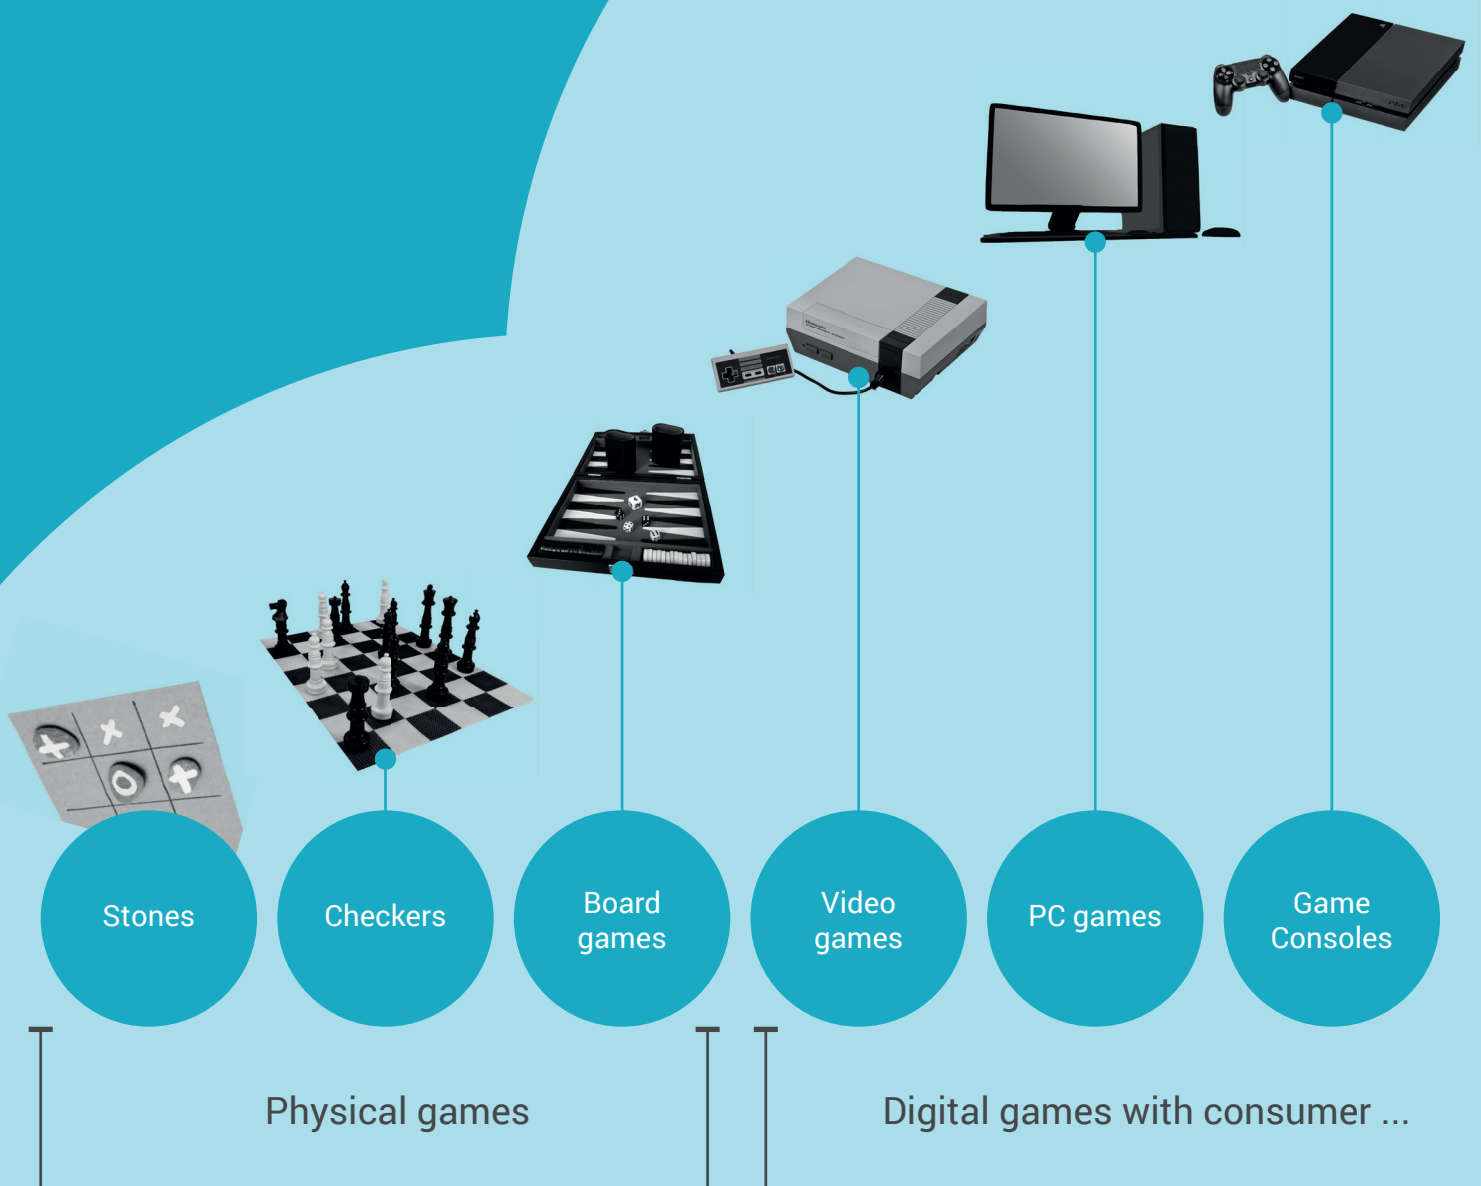 Stones
Checkers
Board
games
Video
games
PC games
Game
Consoles
Physical games
Digital games with consumer ...